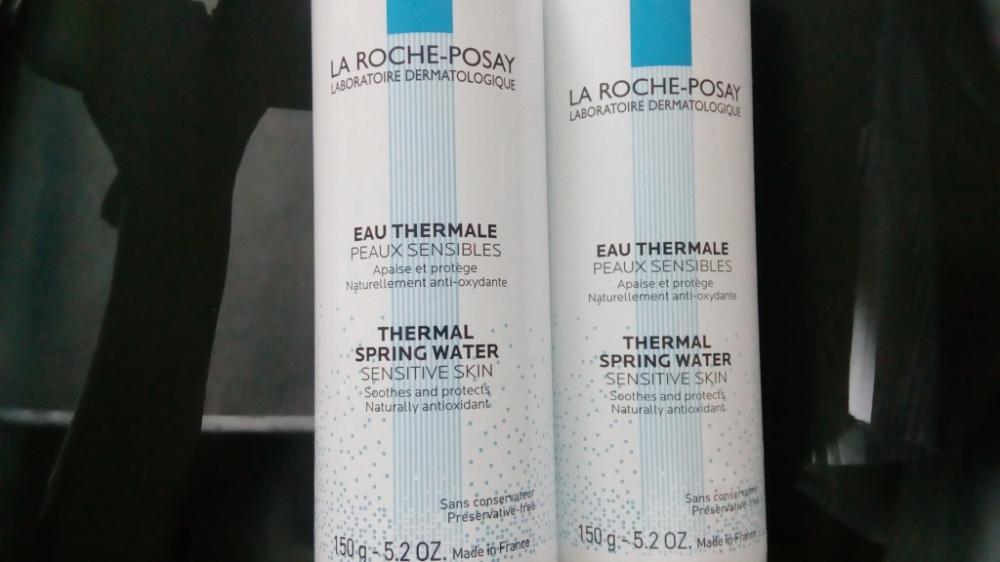 LA ROCHE-POSAY
LABORATOIRE DERMATOLOGIQUE
EAU THERMALE
PEAUX SENSIBLES
Apaise et protège
Naturellement anti-oxydante
THERMAL
SPRING WATER
SENSITIVE SKIN
Soothes and protects
Naturally antioxidant
Sans conservateur
Preservative-free
150 g - 5.2 OZ. Made in France
LA ROCHE-POSAY
LABORATOIRE DERMATOLOGIQUE
EAU THERMALE
PEAUX SENSIBLES
Apaise et protège
Naturellement anti-oxydante
THERMAL
SPRING WATER
SENSITIVE SKIN
Soothes and protects
Naturally antioxidant
Sans conservateur
Preservative-free
150 g - 5.2 OZ. Made in France